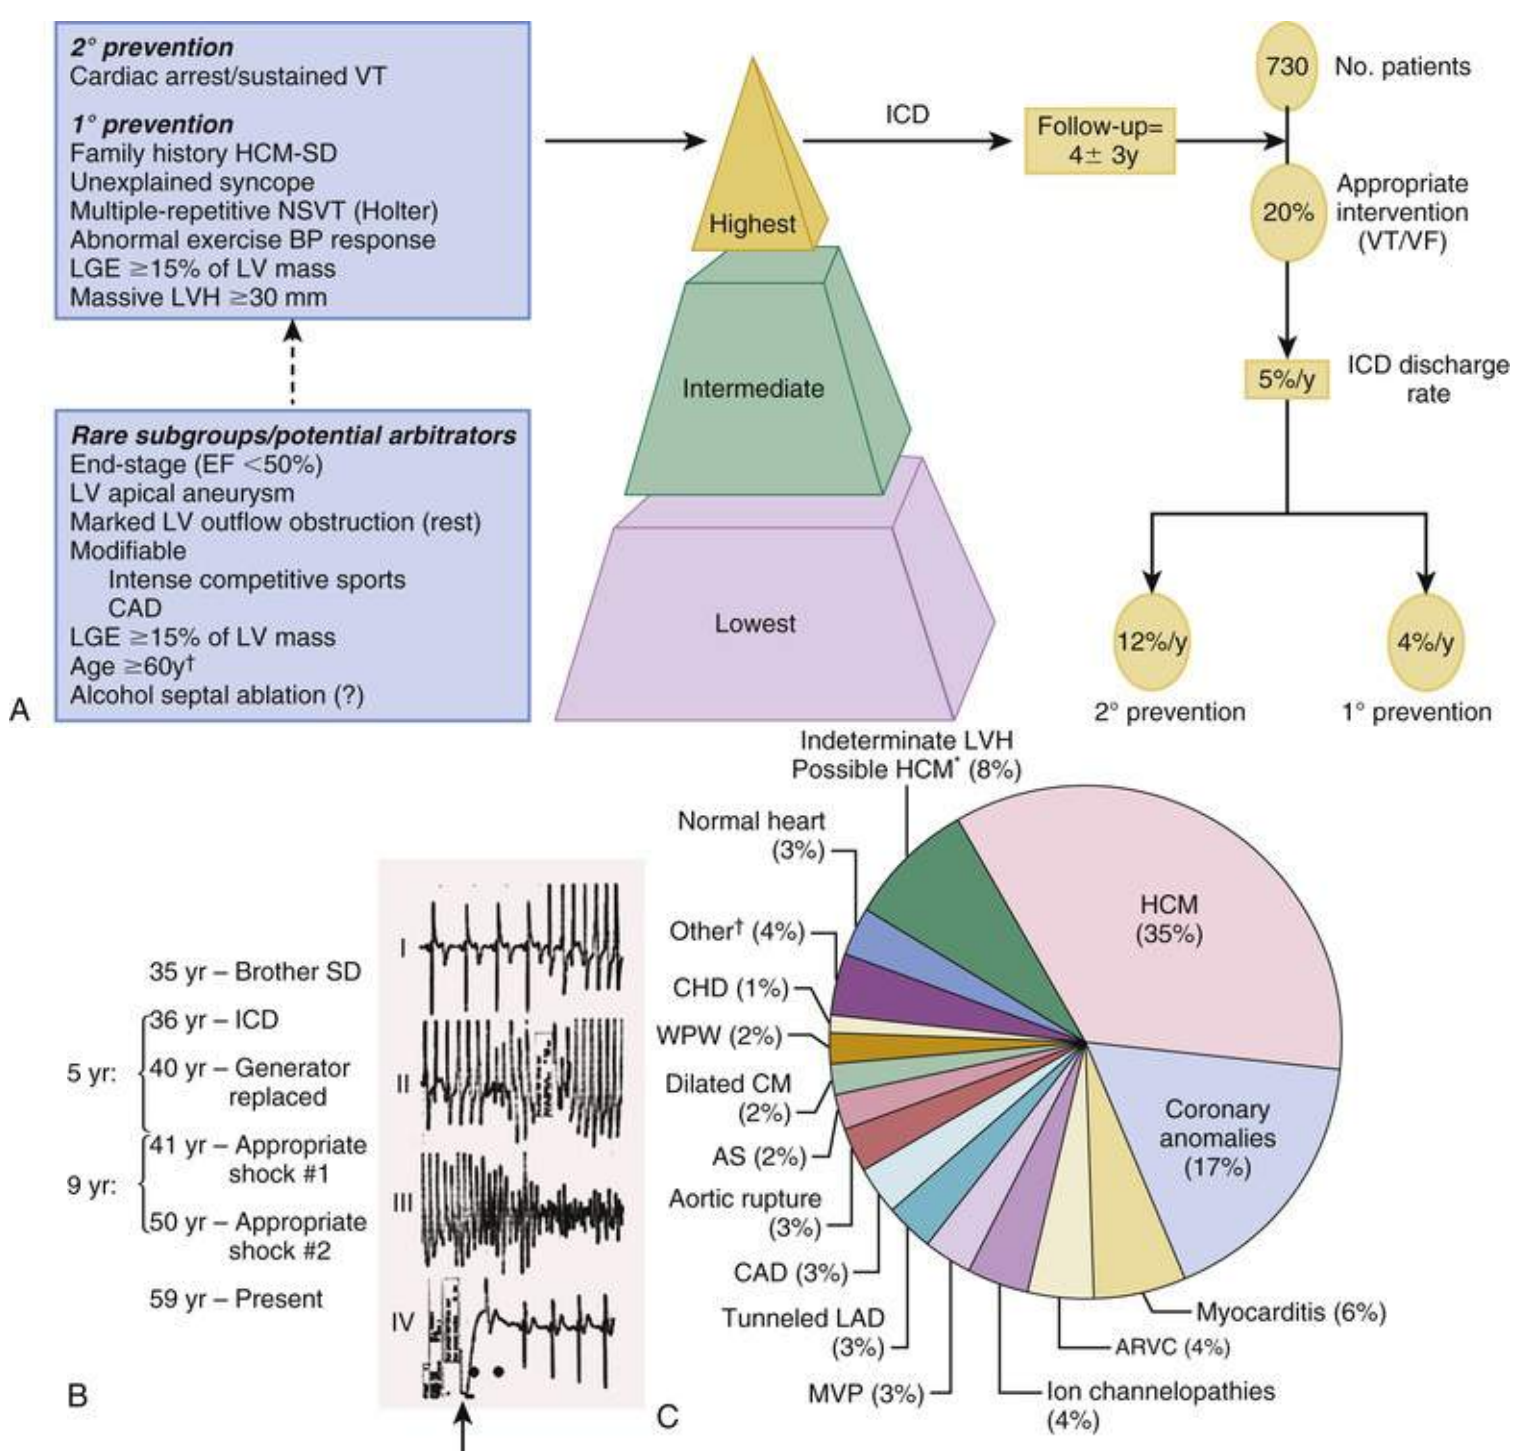 2° prevention
Cardiac arrest/sustained VT
1° prevention
Family history HCM-SD
Unexplained syncope
Multiple-repetitive NSVT (Holter)
Abnormal exercise BP response
LGE ≥15% of LV mass
Massive LVH ≥30 mm
Rare subgroups/potential arbitrators
End-stage (EF <50%)
LV apical aneurysm
Marked LV outflow obstruction (rest)
Modifiable
Intense competitive sports
CAD
LGE ≥15% of LV mass
Age ≥60y†
Alcohol septal ablation (?)
A
Highest
Intermediate
Lowest
ICD
Follow-up=
4± 3y
730
No. patients
20%
Appropriate
intervention
(VT/VF)
5%/y
ICD discharge
rate
12%/y
4%/y
2° prevention
1° prevention
35 yr – Brother SD
36 yr – ICD
5 yr:
40 yr – Generator
replaced
41 yr – Appropriate
shock #1
9 yr:
50 yr – Appropriate
shock #2
59 yr – Present
I
II
III
IV
B
Indeterminate LVH
Possible HCM* (8%)
Normal heart
(3%)
Other† (4%)
CHD (1%)
WPW (2%)
Dilated CM
(2%)
AS (2%)
Aortic rupture
(3%)
CAD (3%)
Tunneled LAD
(3%)
MVP (3%)
Ion channelopathies
(4%)
ARVC (4%)
Myocarditis (6%)
Coronary
anomalies
(17%)
HCM
(35%)
C